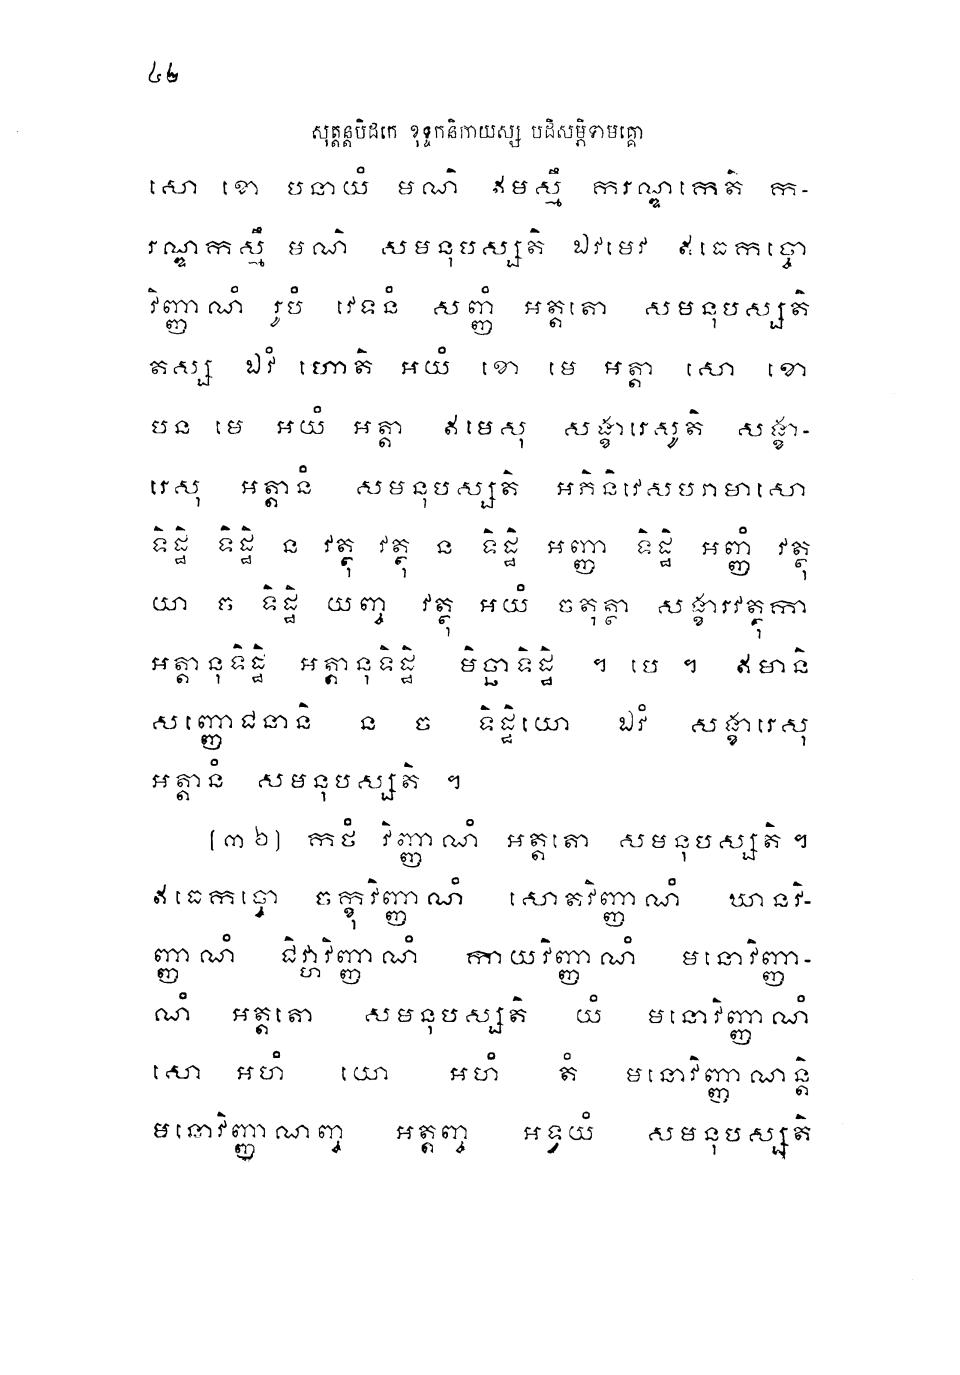 ៤២
សុត្តន្តបិដកេ ខុទ្ទកនិកាយស្ស បដិសម្ភិទាមគ្គោ
សោ ខោ បនាយំ មណិ ឥមស្មឹ ករណ្ឌកេតិ ក-
រណ្ឌកស្មឹ មណិ សមនុបស្សតិ ឯវមេវ ឥធេកច្ចោ
វិញ្ញាណំ រូបំ វេទនំ សញ្ញំ អត្តតោ សមនុបស្សតិ
តស្ស ឯវំ ហោតិ អយំ ខោ មេ អត្តា សោ ខោ
បន មេ អយំ អត្តា ឥមេសុ សង្ខារេសូតិ សង្ខា-
រេសុ អត្តានំ សមនុបស្សតិ អភិនិវេសបរាមាសោ
ទិដ្ឋិ ទិដ្ឋិ ន វត្ថុ វត្ថុ ន ទិដ្ឋិ អញ្ញា ទិដ្ឋិ អញ្ញំ វត្ថុ
យា ច ទិដ្ឋិ យញ្ច វត្ថុ អយំ ចតុត្ថា សង្ខារវត្ថុកា
អត្តានុទិដ្ឋិ អត្តានុទិដ្ឋិ មិច្ឆាទិដ្ឋិ ។ បេ ។ ឥមានិ
សញ្ញោជនានិ ន ច ទិដ្ឋិយោ ឯវំ សង្ខារេសុ
អត្តានំ សមនុបស្សតិ ។
(៣៦) កថំ វិញ្ញាណំ អត្តតោ សមនុបស្សតិ ។
ឥធេកច្ចោ ចក្ខុវិញ្ញាណំ សោតវិញ្ញាណំ ឃានវិ-
ញ្ញាណំ ជិវ្ហាវិញ្ញាណំ កាយវិញ្ញាណំ មនោវិញ្ញា-
ណំ អត្តតោ សមនុបស្សតិ យំ មនោវិញ្ញាណំ
សោ អហំ យោ អហំ តំ មនោវិញ្ញាណន្តិ
មនោវិញ្ញាណញ្ច អត្តញ្ច អទ្វយំ សមនុបស្សតិ